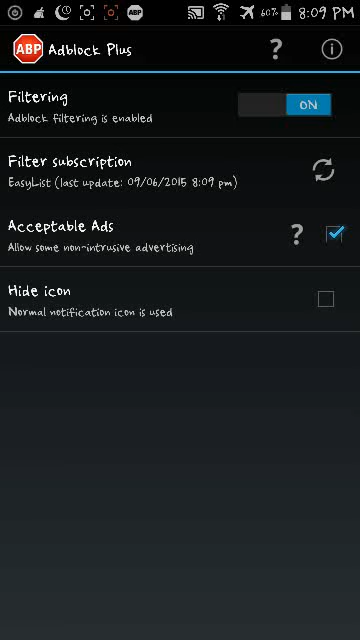 ABP
60%
8:09 PM
ABP
Adblock Plus
?
Filtering
Adblock filtering is enabled
ON
Filter subscription
EasyList (last update: 09/06/2015 8:09 pm)
Acceptable Ads
Allow some non-intrusive advertising
?
Hide icon
Normal notification icon is used